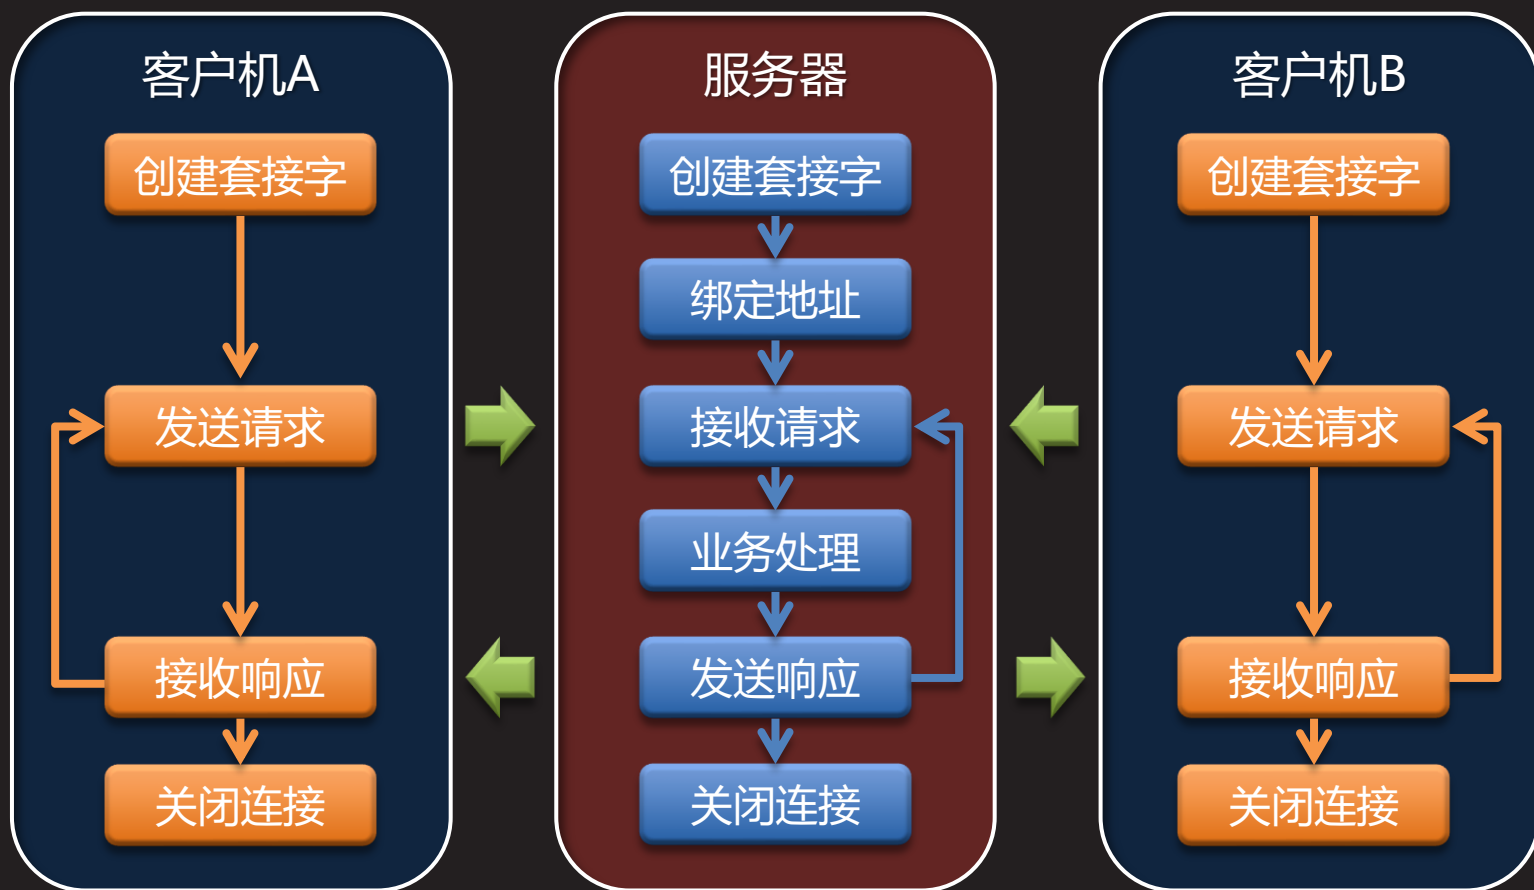 客户机A
创建套接字
发送请求
接收响应
关闭连接
服务器
创建套接字
绑定地址
接收请求
业务处理
发送响应
关闭连接
客户机B
创建套接字
发送请求
接收响应
关闭连接